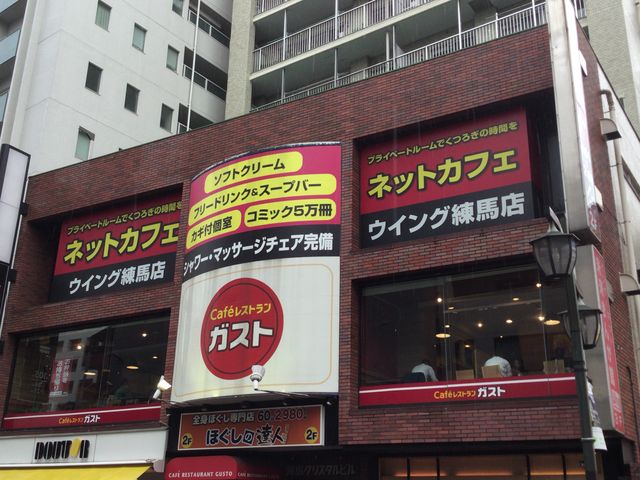 プライベートルームでくつろぎの時間を
ネットカフェ
ウイング練馬店
ソフトクリーム
フリードリンク&スープバー
カギ付個室
コミック5万冊
シャワー・マッサージチェア完備
Caféレストラン
ガスト
プライベートルームでくつろぎの時間を
ネットカフェ
ウイング練馬店
Caféレストラン ガスト
Caféレストラン ガスト
DOUTOR
全身ほぐし専門店 60 2,980
2F
ほぐしの達人
2F
CAFÉ RESTAURANT GUSTO